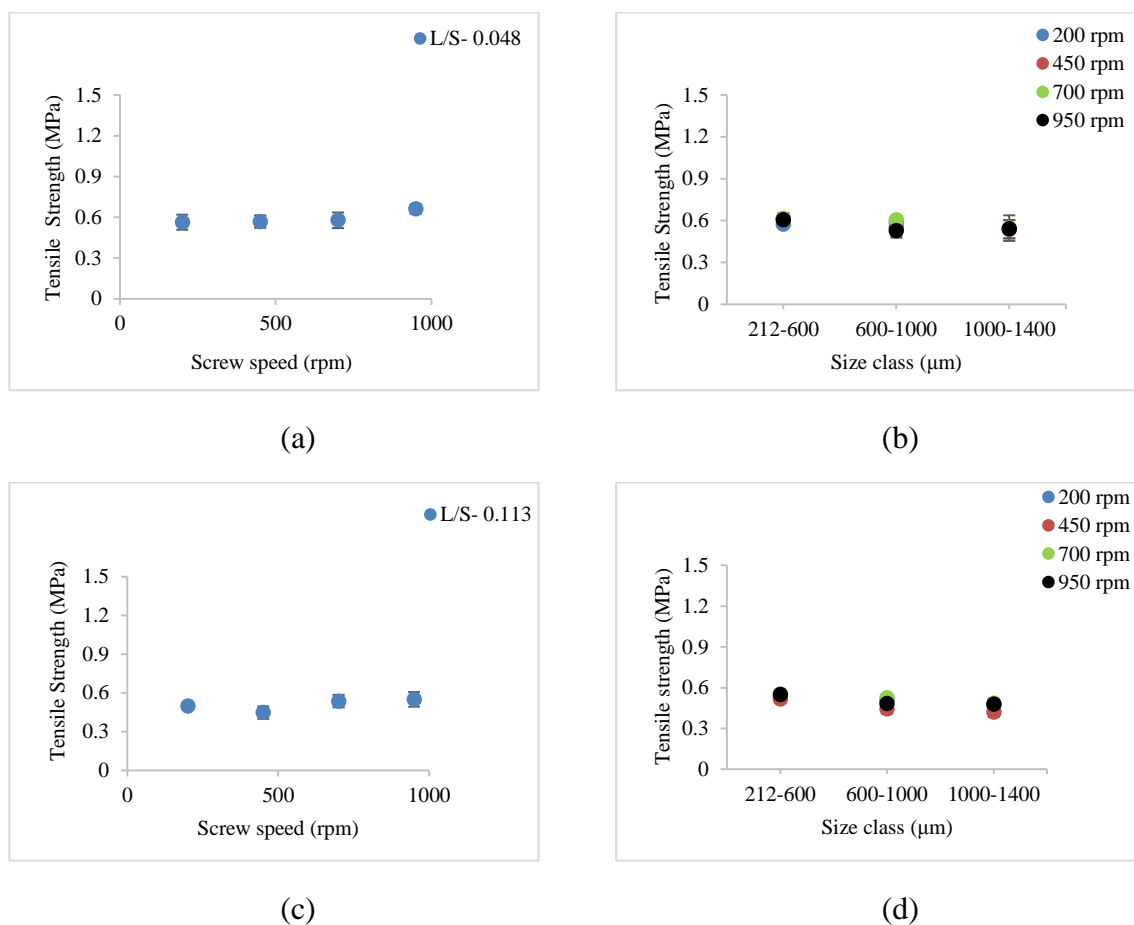 L/S- 0.048
Tensile Strength (MPa)
1.5
1.2
0.9
0.6
0.3
0
0 500 1000
Screw speed (rpm)
(a)
200 rpm
450 rpm
700 rpm
950 rpm
Tensile Strength (MPa)
1.5
1.2
0.9
0.6
0.3
0
212-600 600-1000 1000-1400
Size class (μm)
(b)
L/S- 0.113
Tensile Strength (MPa)
1.5
1.2
0.9
0.6
0.3
0
0 500 1000
Screw speed (rpm)
(c)
200 rpm
450 rpm
700 rpm
950 rpm
Tensile strength (MPa)
1.5
1.2
0.9
0.6
0.3
0
212-600 600-1000 1000-1400
Size class (μm)
(d)